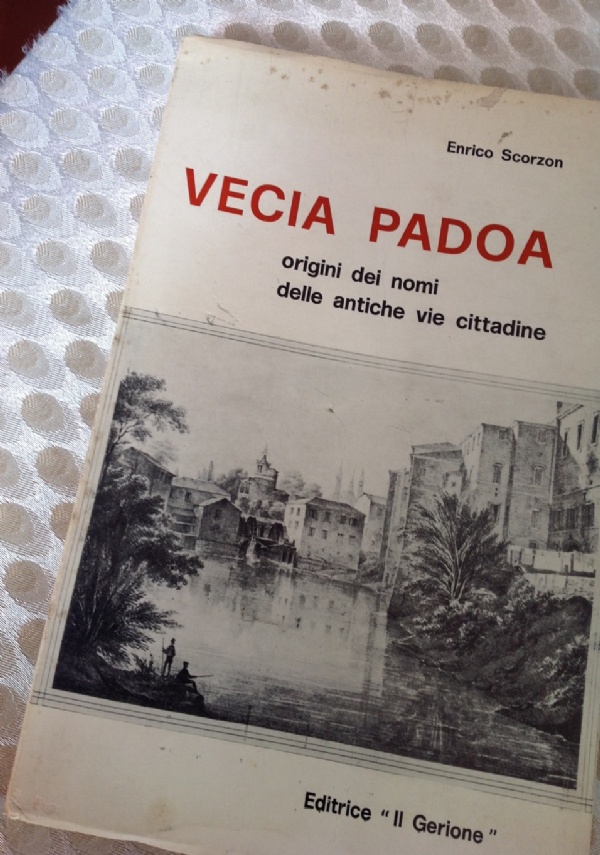 Enrico Scorzon
VECIA PADOA
origini dei nomi
delle antiche vie cittadine
Editrice "Il Gerione"